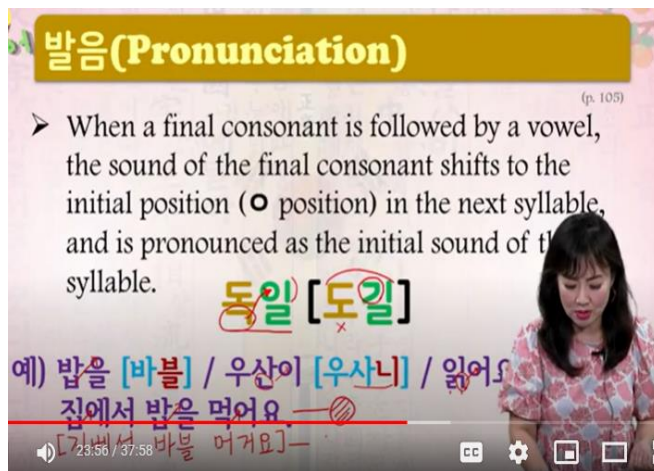 발음(Pronunciation)
(p. 105)
➤ When a final consonant is followed by a vowel,
the sound of the final consonant shifts to the
initial position (ㅇ position) in the next syllable,
and is pronounced as the initial sound of
syllable.
동일 [도길]
예) 밥을 [바블] / 우산이 [우사니] / 읽어요
집에서 밥을 먹어요.
바블 머거요]
23:56 / 37:58
CC